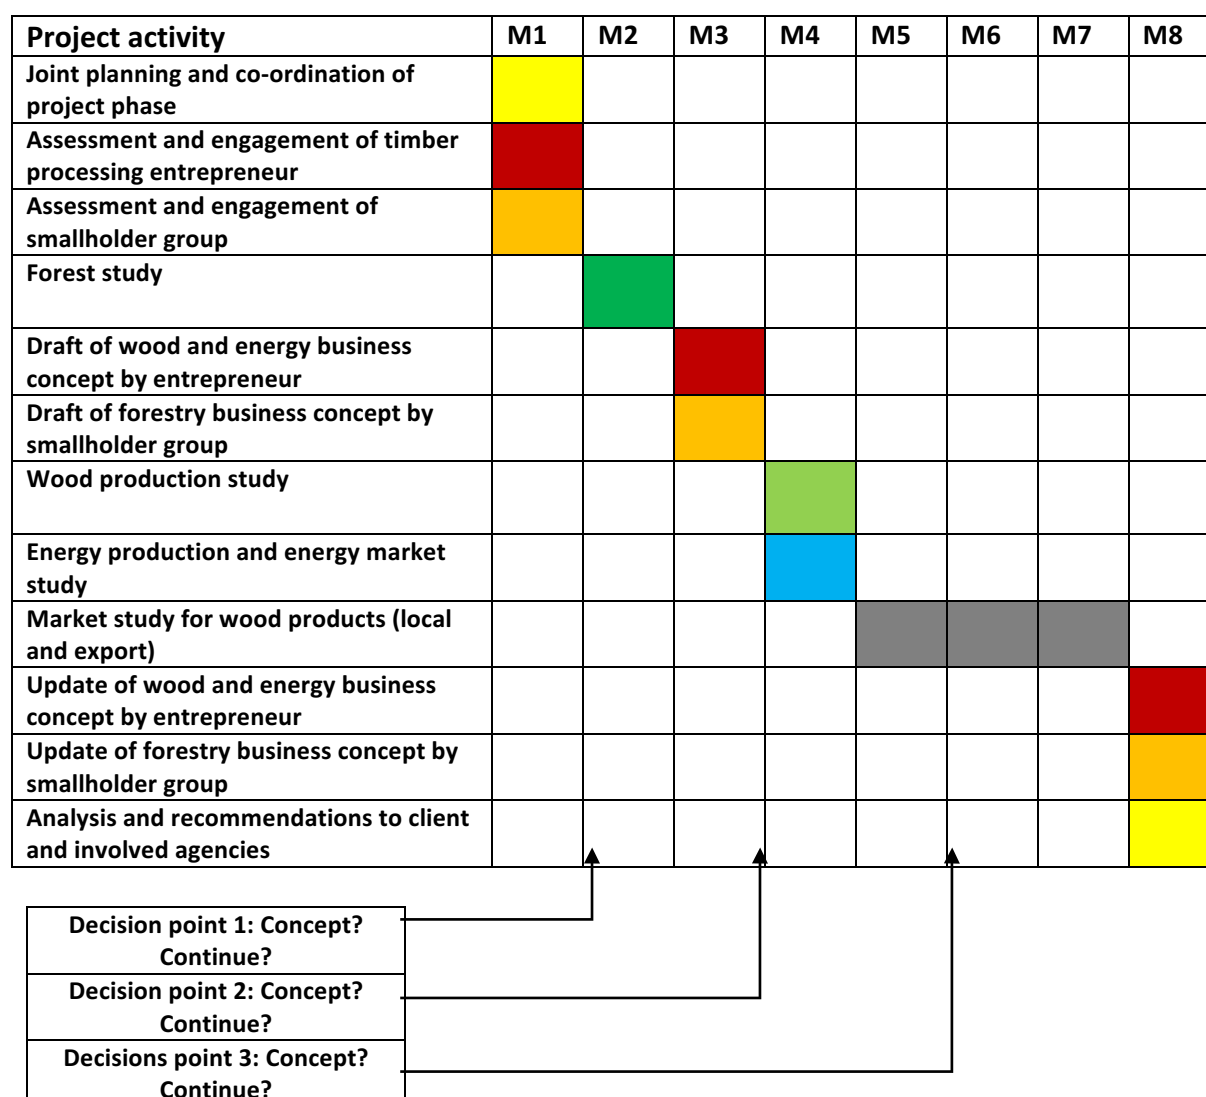 Project activity M1 M2 M3 M4 M5 M6 M7 M8
Joint planning and co-ordination of
project phase
Assessment and engagement of timber
processing entrepreneur
Assessment and engagement of
smallholder group
Forest study
Draft of wood and energy business
concept by entrepreneur
Draft of forestry business concept by
smallholder group
Wood production study
Energy production and energy market
study
Market study for wood products (local
and export)
Update of wood and energy business
concept by entrepreneur
Update of forestry business concept by
smallholder group
Analysis and recommendations to client
and involved agencies
Decision point 1: Concept?
Continue?
Decision point 2: Concept?
Continue?
Decisions point 3: Concept?
Continue?